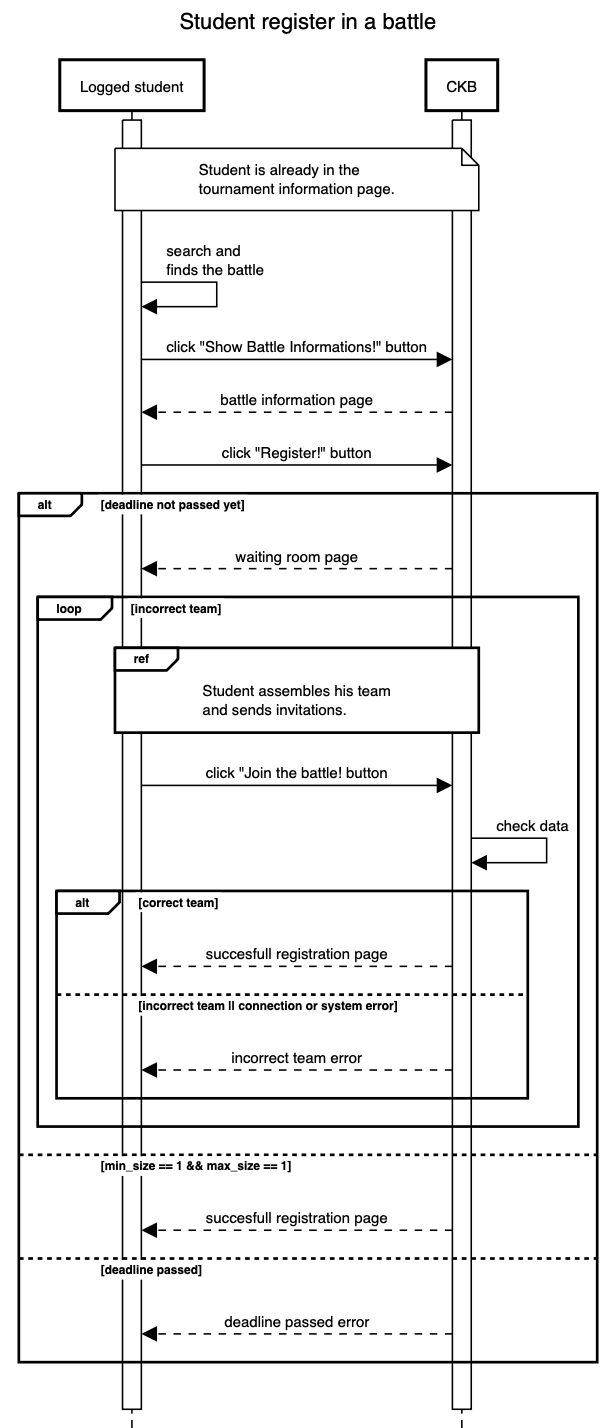 Student register in a battle
Logged student
CKB
Student is already in the
tournament information page.
search and
finds the battle
click "Show Battle Informations!" button
battle information page
click "Register!" button
alt
[deadline not passed yet]
waiting room page
loop
[incorrect team]
ref
Student assembles his team
and sends invitations.
click "Join the battle! button
check data
alt
[correct team]
succesfull registration page
[incorrect team || connection or system error]
incorrect team error
[min_size == 1 && max_size == 1]
succesfull registration page
[deadline passed]
deadline passed error